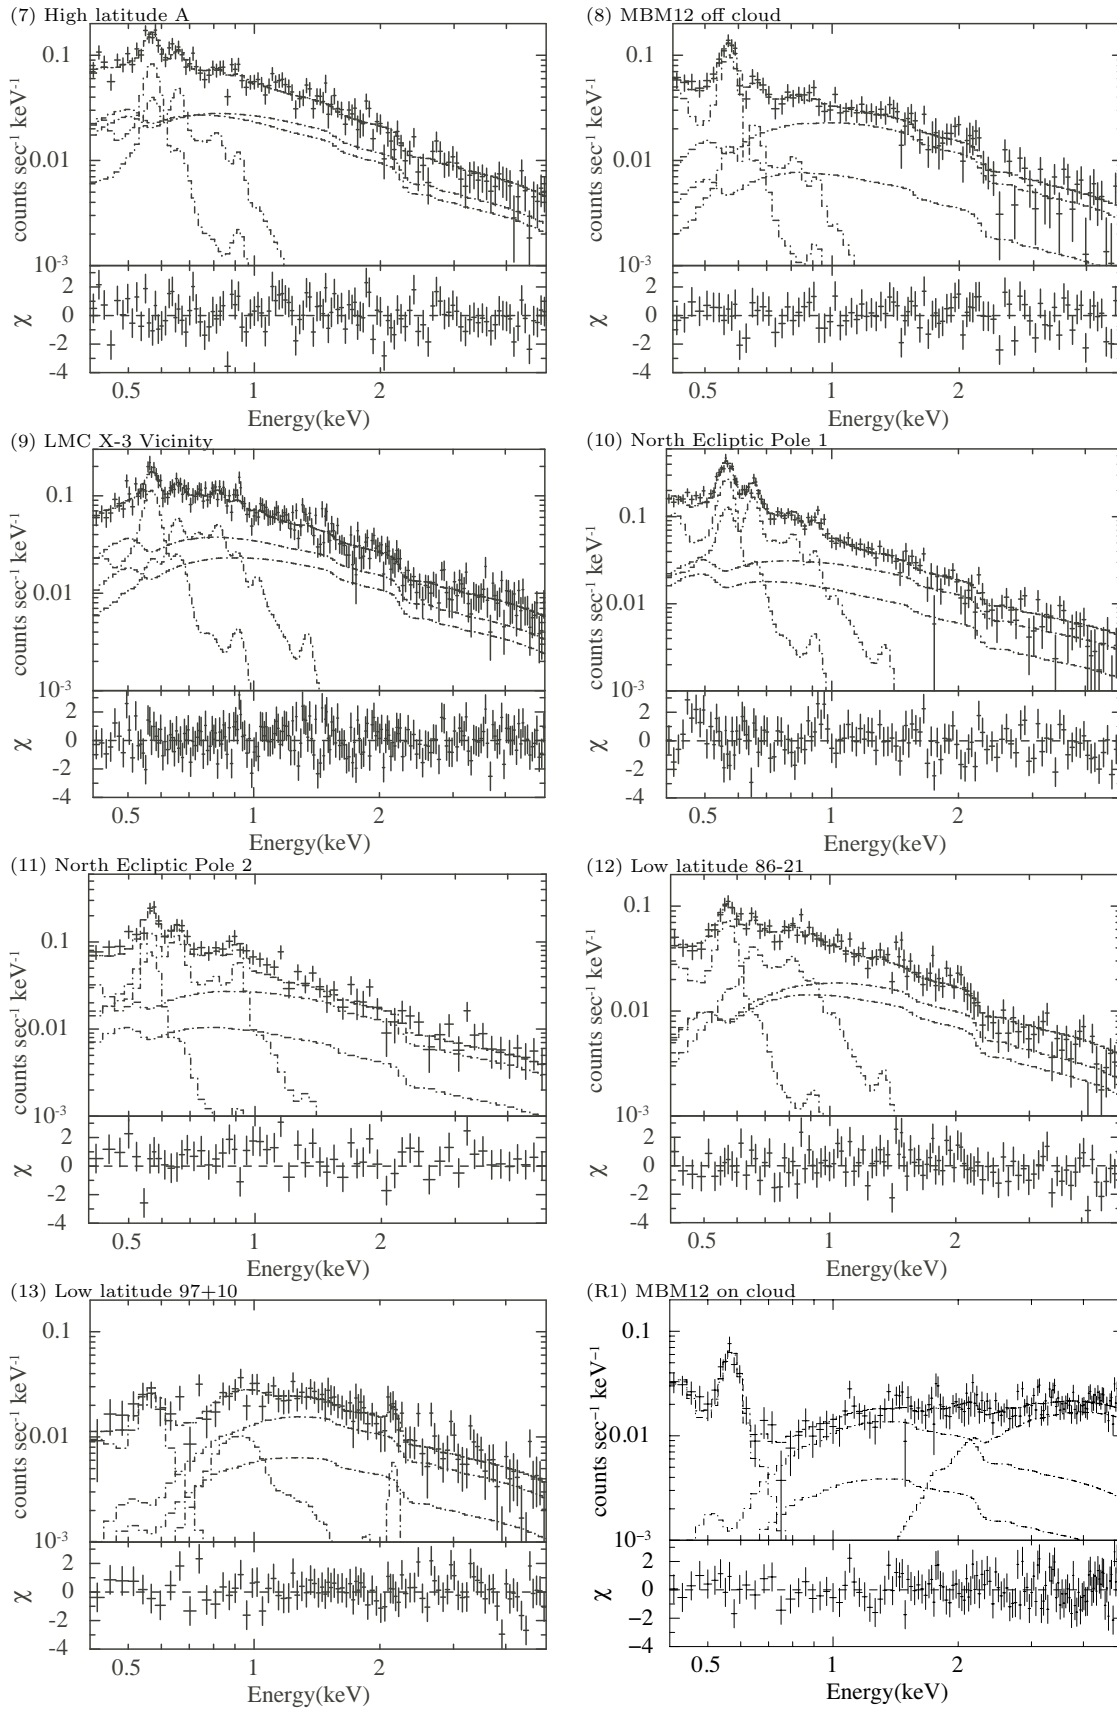 (7) High latitude A
(8) MBM12 off cloud
0.1
0.01
10-3
counts sec-1 keV-1
2
0
-2
-4
χ
0.5 1 2
Energy(keV)
0.1
0.01
10-3
counts sec-1 keV-1
2
0
-2
-4
χ
0.5 1 2
Energy(keV)
(9) LMC X-3 Vicinity
(10) North Ecliptic Pole 1
0.1
0.01
10-3
counts sec-1 keV-1
2
0
-2
-4
χ
0.5 1 2
Energy(keV)
0.1
0.01
10-3
counts sec-1 keV-1
2
0
-2
-4
χ
0.5 1 2
Energy(keV)
(11) North Ecliptic Pole 2
(12) Low latitude 86-21
0.1
0.01
10-3
counts sec-1 keV-1
2
0
-2
-4
χ
0.5 1 2
Energy(keV)
0.1
0.01
10-3
counts sec-1 keV-1
2
0
-2
-4
χ
0.5 1 2
Energy(keV)
(13) Low latitude 97+10
(R1) MBM12 on cloud
0.1
0.01
10-3
counts sec-1 keV-1
2
0
-2
-4
χ
0.5 1 2
Energy(keV)
0.1
0.01
10-3
counts sec−1 keV−1
2
0
−2
−4
χ
0.5 1 2
Energy(keV)